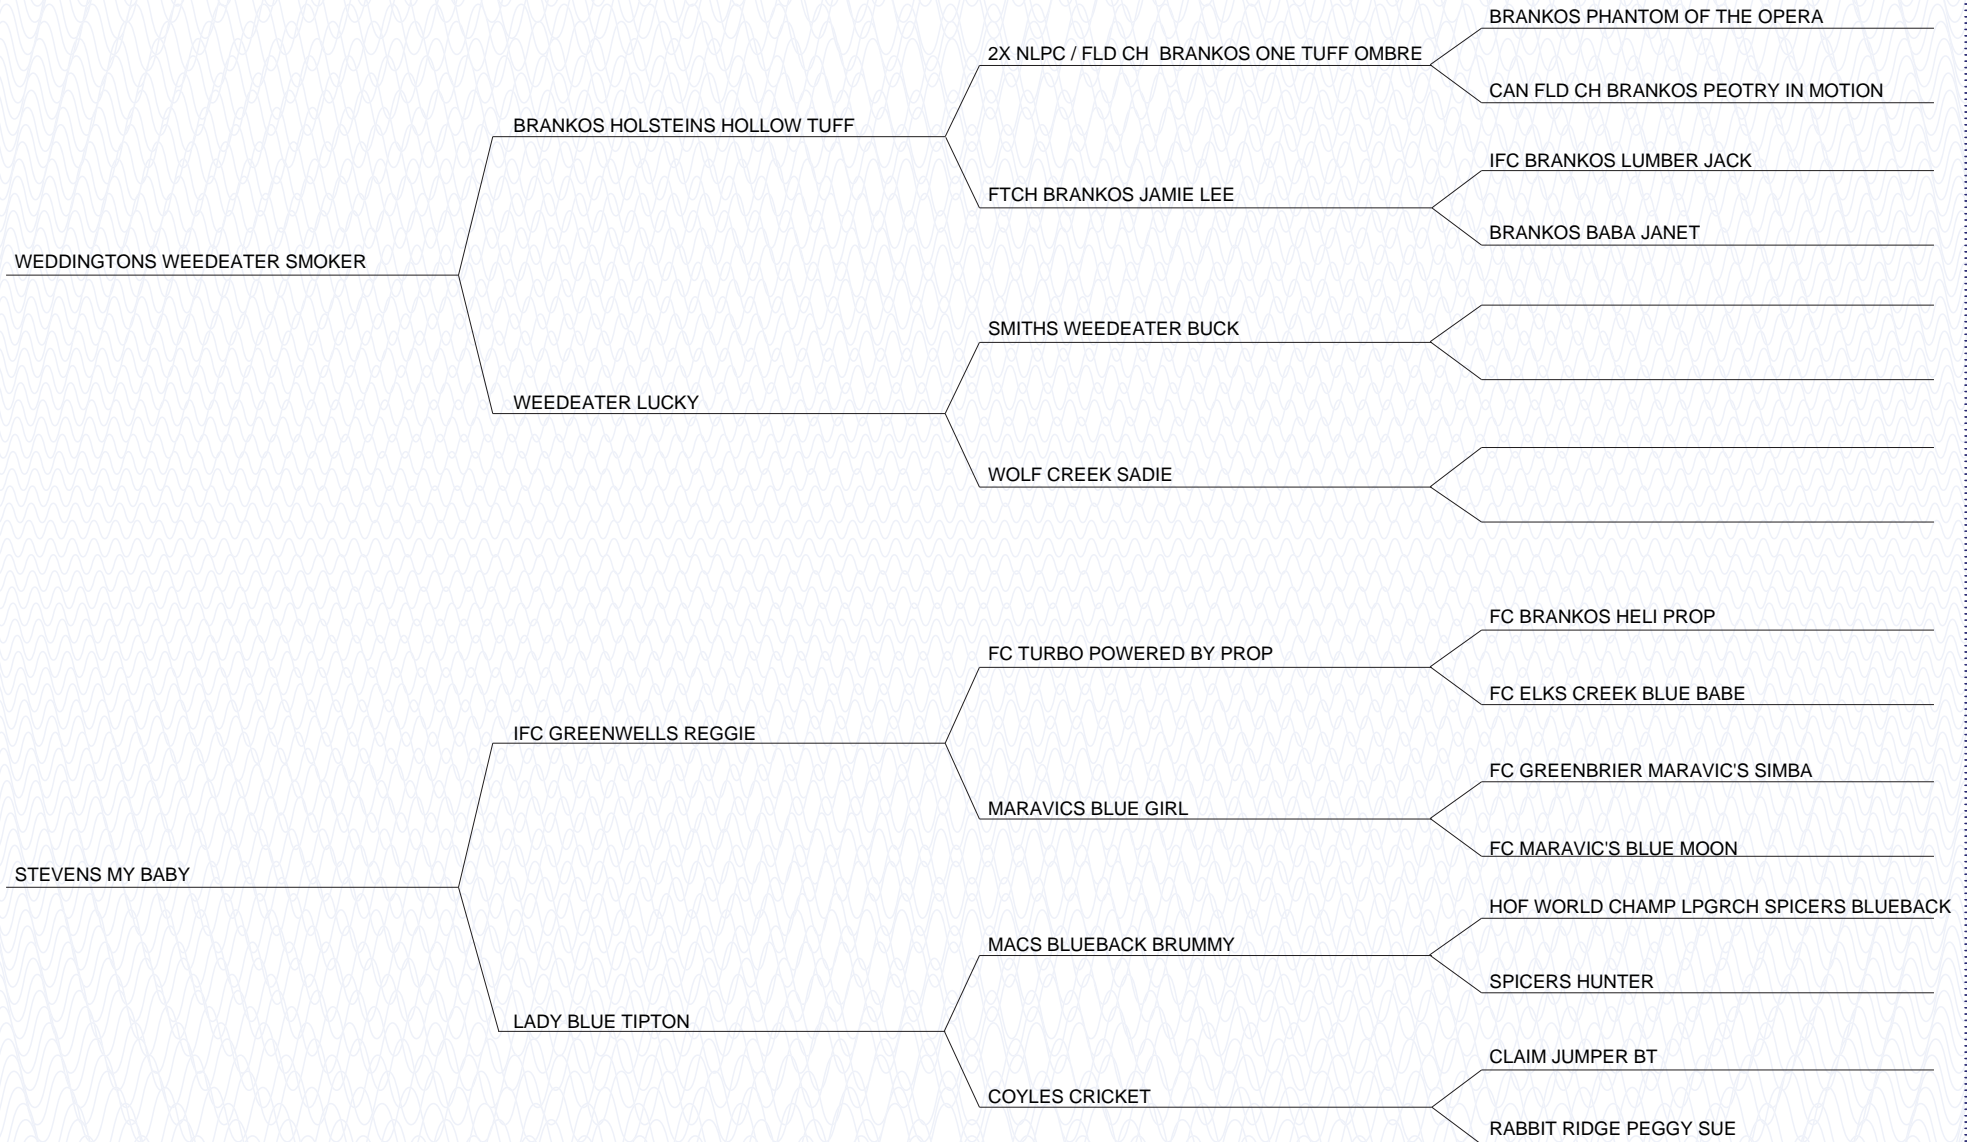 BRANKOS PHANTOM OF THE OPERA
2X NLPC / FLD CH  BRANKOS ONE TUFF OMBRE
CAN FLD CH BRANKOS PEOTRY IN MOTION
BRANKOS HOLSTEINS HOLLOW TUFF
IFC BRANKOS LUMBER JACK
FTCH BRANKOS JAMIE LEE
BRANKOS BABA JANET
WEDDINGTONS WEEDEATER SMOKER
SMITHS WEEDEATER BUCK
WEEDEATER LUCKY
WOLF CREEK SADIE
FC BRANKOS HELI PROP
FC TURBO POWERED BY PROP
FC ELKS CREEK BLUE BABE
IFC GREENWELLS REGGIE
FC GREENBRIER MARAVIC'S SIMBA
MARAVICS BLUE GIRL
FC MARAVIC'S BLUE MOON
STEVENS MY BABY
HOF WORLD CHAMP LPGRCH SPICERS BLUEBACK
MACS BLUEBACK BRUMMY
SPICERS HUNTER
LADY BLUE TIPTON
CLAIM JUMPER BT
COYLES CRICKET
RABBIT RIDGE PEGGY SUE